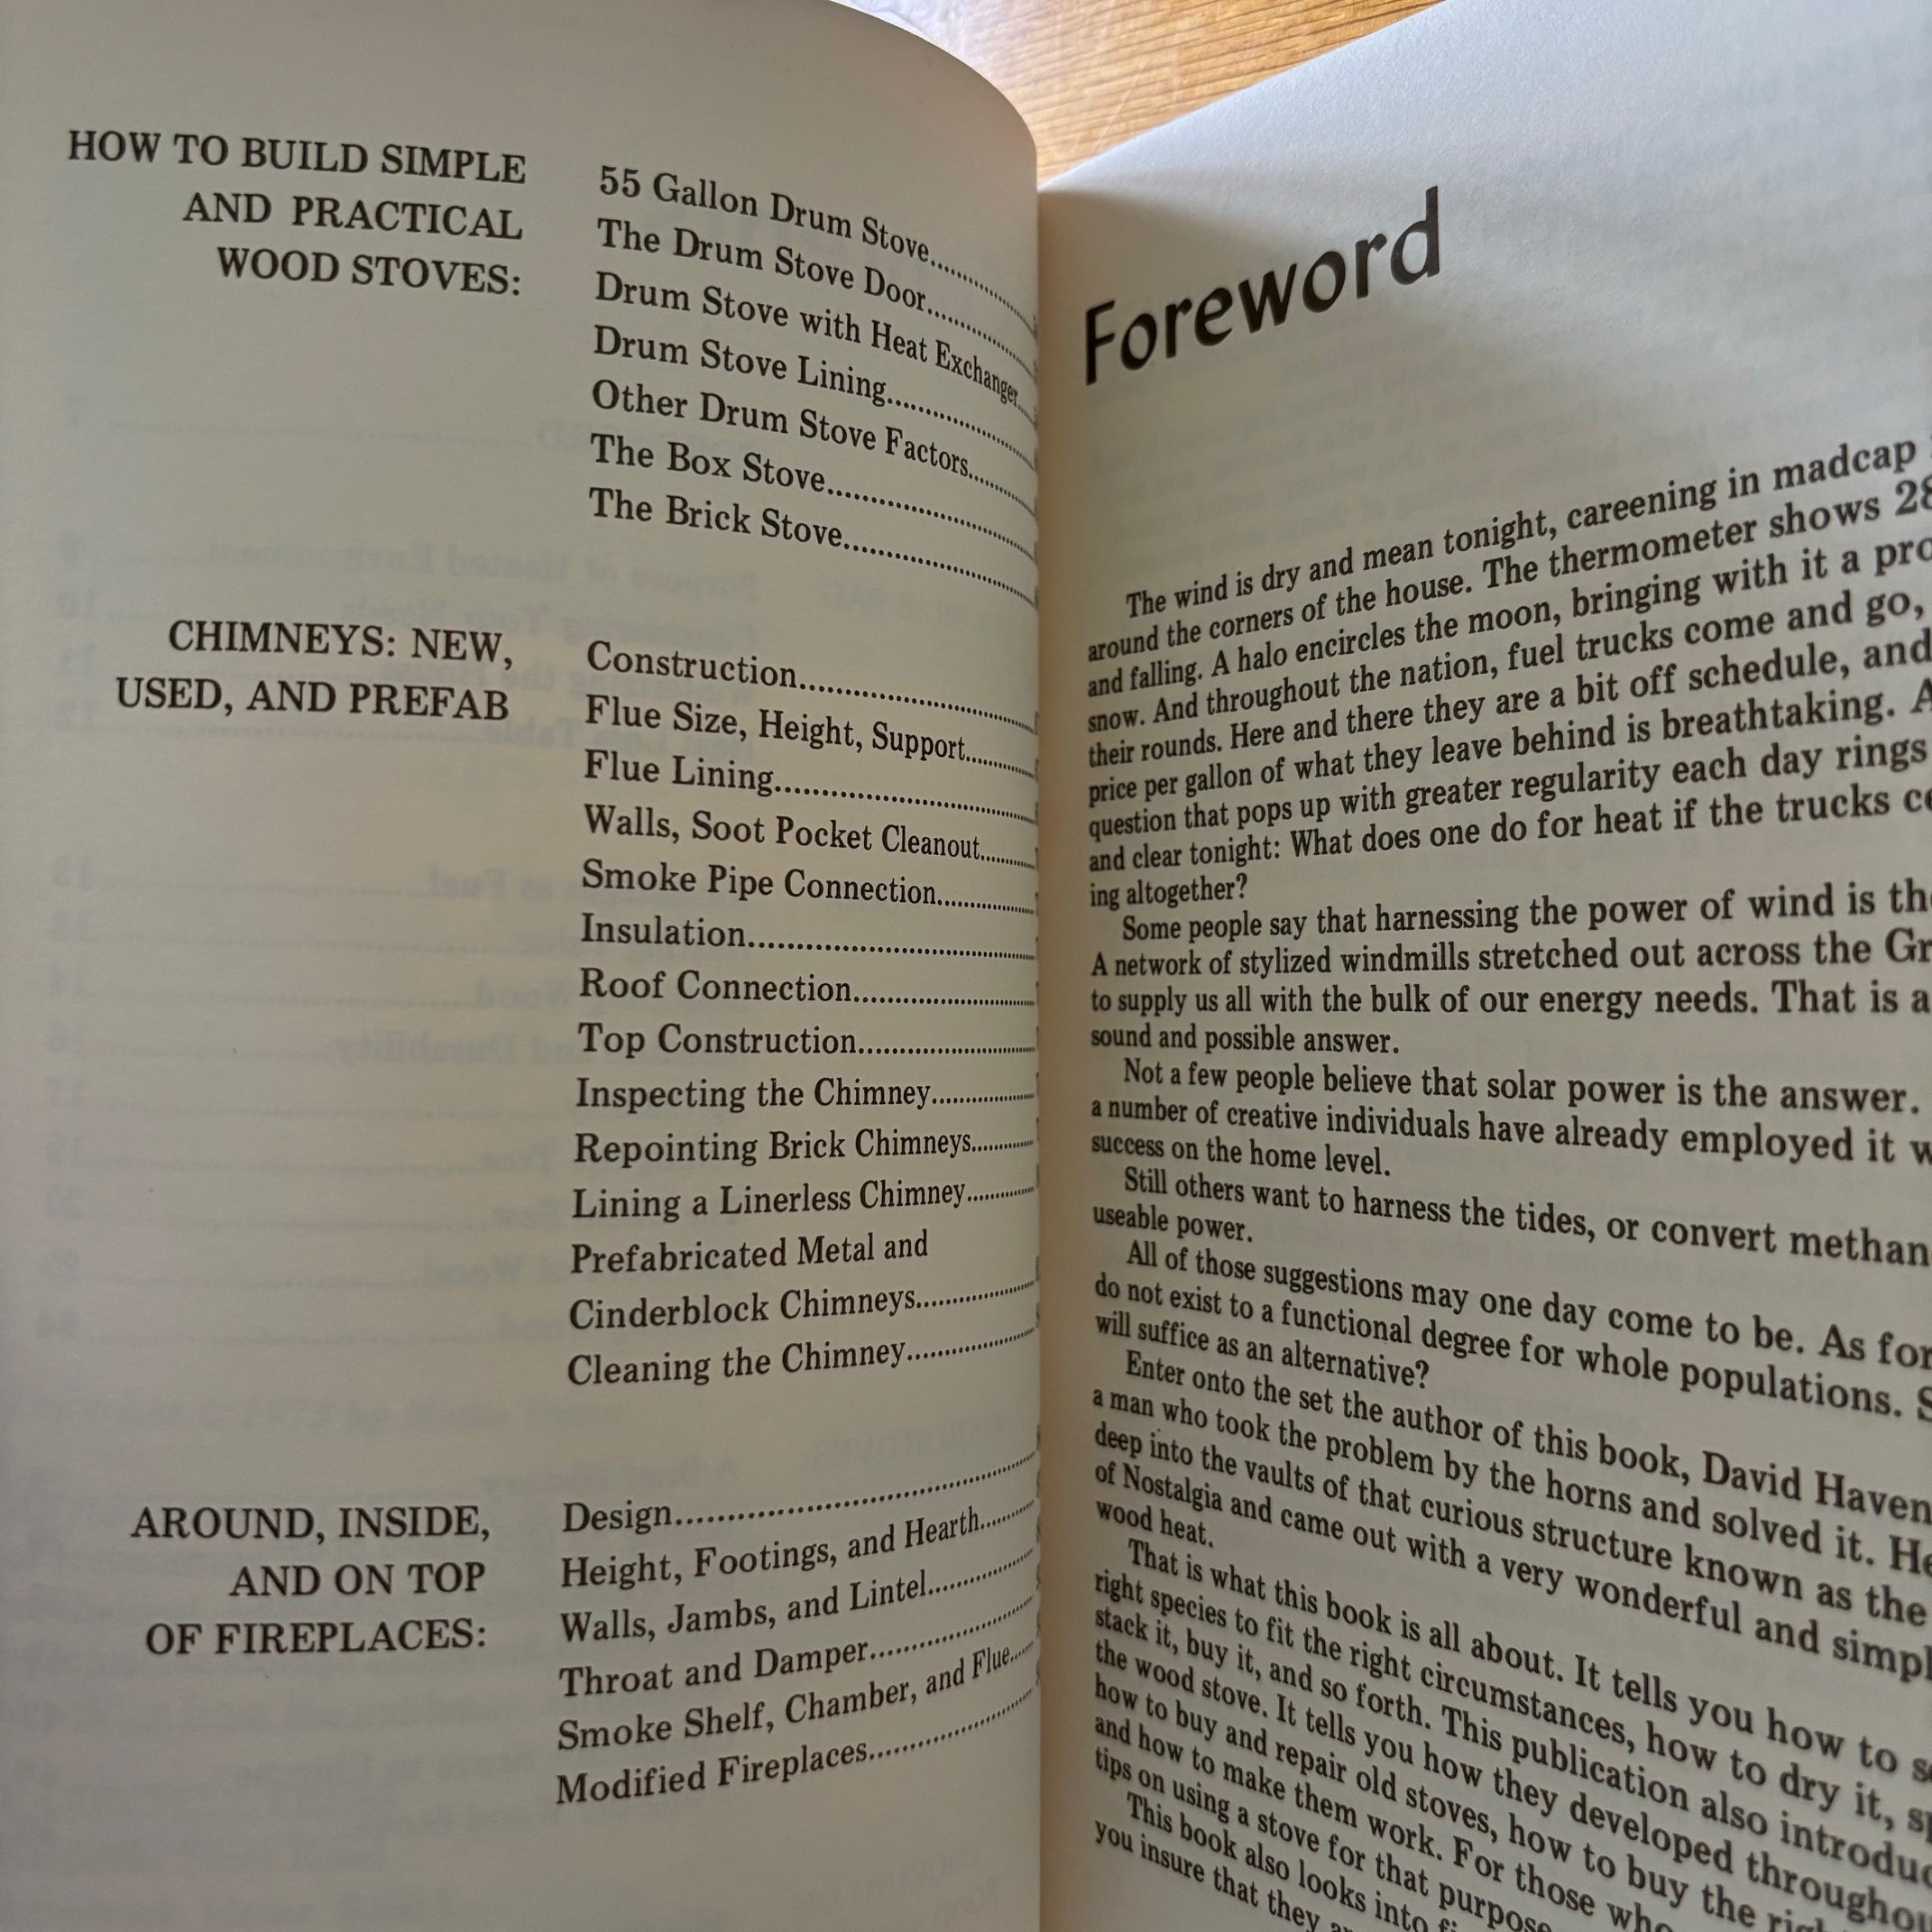 HOW TO BUILD SIMPLE
AND PRACTICAL
WOOD STOVES:
55 Gallon Drum Stove
The Drum Stove Door
Drum Stove with Heat Exchanger
Drum Stove Lining
Other Drum Stove Factors
The Box Stove
The Brick Stove
CHIMNEYS: NEW,
USED, AND PREFAB
Construction
Flue Size, Height, Support
Flue Lining
Walls, Soot Pocket Cleanout
Smoke Pipe Connection
Insulation
Roof Connection
Top Construction
Inspecting the Chimney
Repointing Brick Chimneys
Lining a Linerless Chimney
Prefabricated Metal and
Cinderblock Chimneys
Cleaning the Chimney
AROUND, INSIDE,
AND ON TOP
OF FIREPLACES:
Design
Height, Footings, and Hearth
Walls, Jambs, and Lintel
Throat and Damper
Smoke Shelf, Chamber, and Flue
Modified Fireplaces
Foreword
The wind is dry and mean tonight, careening in madcap
around the corners of the house. The thermometer shows 28
and falling. A halo encircles the moon, bringing with it a
snow. And throughout the nation, fuel trucks come and go,
their rounds. Here and there they are a bit off schedule, and
price per gallon of what they leave behind is breathtaking.
question that pops up with greater regularity each day rings
and clear tonight: What does one do for heat if the trucks
ing altogether?
Some people say that harnessing the power of wind is
A network of stylized windmills stretched out across the
to supply us all with the bulk of our energy needs. That is a
sound and possible answer.
Not a few people believe that solar power is the answer.
a number of creative individuals have already employed it
success on the home level.
Still others want to harness the tides, or convert
useable power.
All of those suggestions may one day come to be. As
do not exist to a functional degree for whole populations.
will suffice as an alternative?
Enter onto the set the author of this book, David
a man who took the problem by the horns and solved it.
deep into the vaults of that curious structure known as the
of Nostalgia and came out with a very wonderful and
wood heat.
That is what this book is all about. It tells you how to
right species to fit the right circumstances, how to dry it,
stack it, buy it, and so forth. This publication also
the wood stove. It tells you how they developed
how to buy and repair old stoves, how to buy the
and how to make them work. For those
tips on using a stove for that purpose
This book also looks into
you insure that they